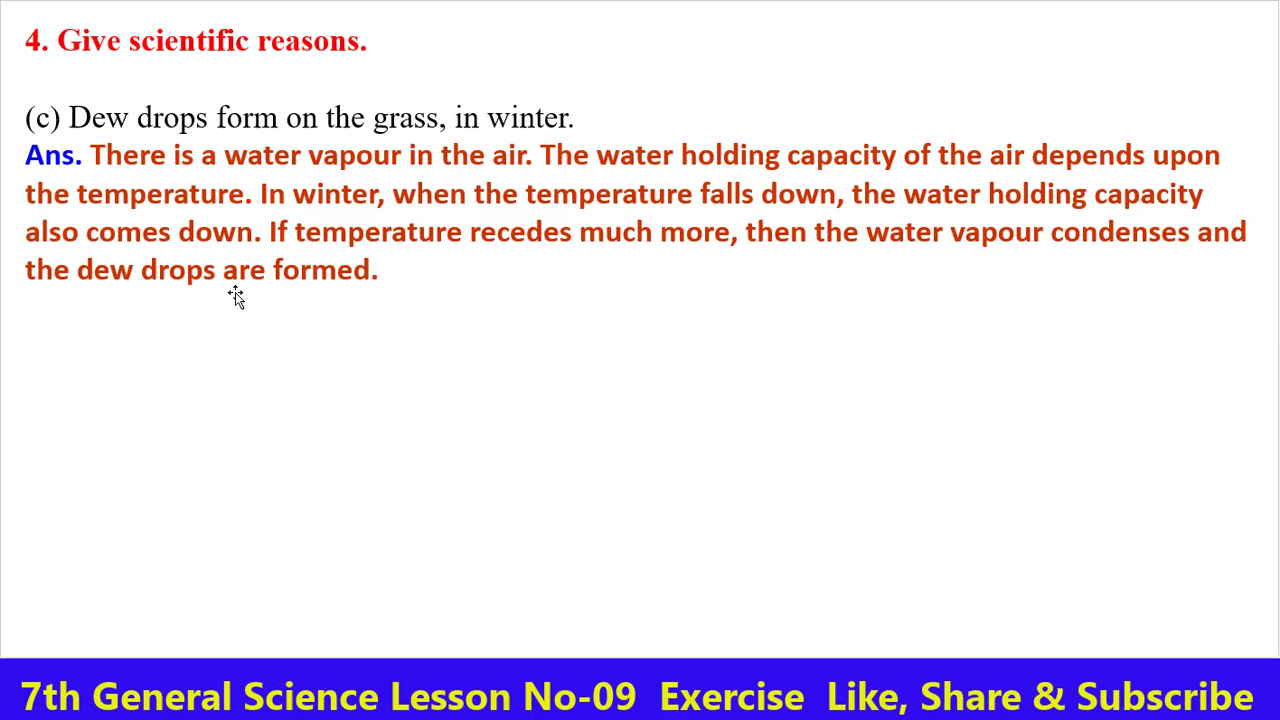 4. Give scientific reasons.
(c) Dew drops form on the grass, in winter.
Ans. There is a water vapour in the air. The water holding capacity of the air depends upon
the temperature. In winter, when the temperature falls down, the water holding capacity
also comes down. If temperature recedes much more, then the water vapour condenses and
the dew drops are formed.
7th General Science Lesson No-09 Exercise Like, Share & Subscribe